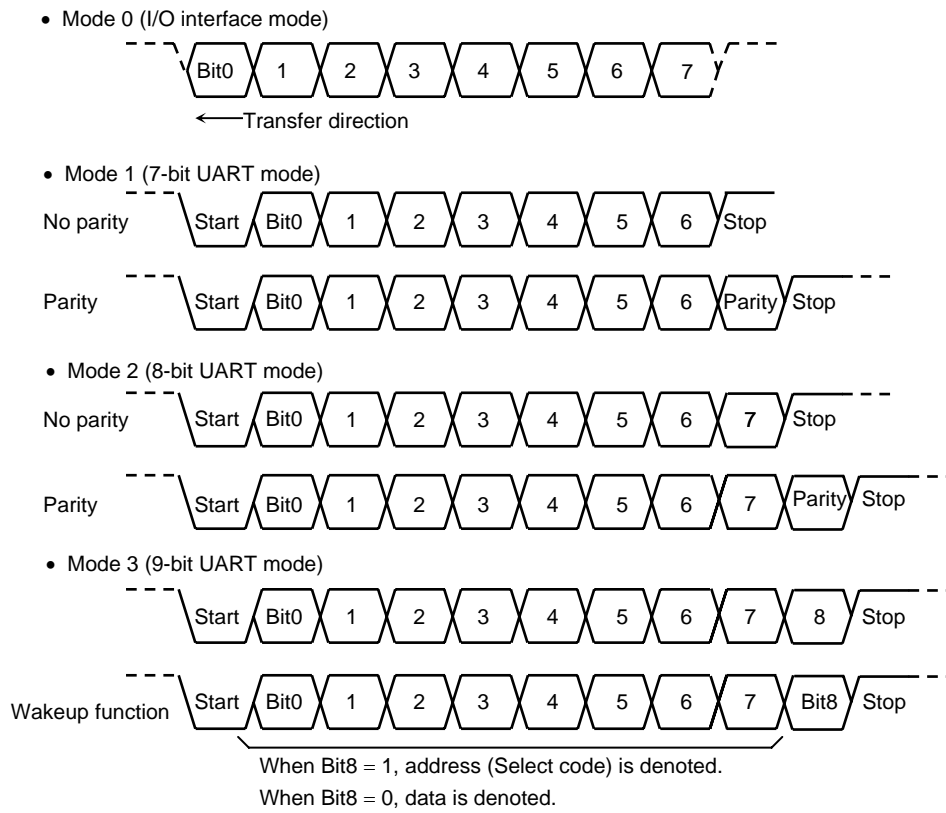 • Mode 0 (I/O interface mode)
Bit0 1 2 3 4 5 6 7
Transfer direction
• Mode 1 (7-bit UART mode)
No parity Start Bit0 1 2 3 4 5 6 Stop
Parity Start Bit0 1 2 3 4 5 6 Parity Stop
• Mode 2 (8-bit UART mode)
No parity Start Bit0 1 2 3 4 5 6 7 Stop
Parity Start Bit0 1 2 3 4 5 6 7 Parity Stop
• Mode 3 (9-bit UART mode)
Start Bit0 1 2 3 4 5 6 7 8 Stop
Wakeup function Start Bit0 1 2 3 4 5 6 7 Bit8 Stop
When Bit8 = 1, address (Select code) is denoted.
When Bit8 = 0, data is denoted.